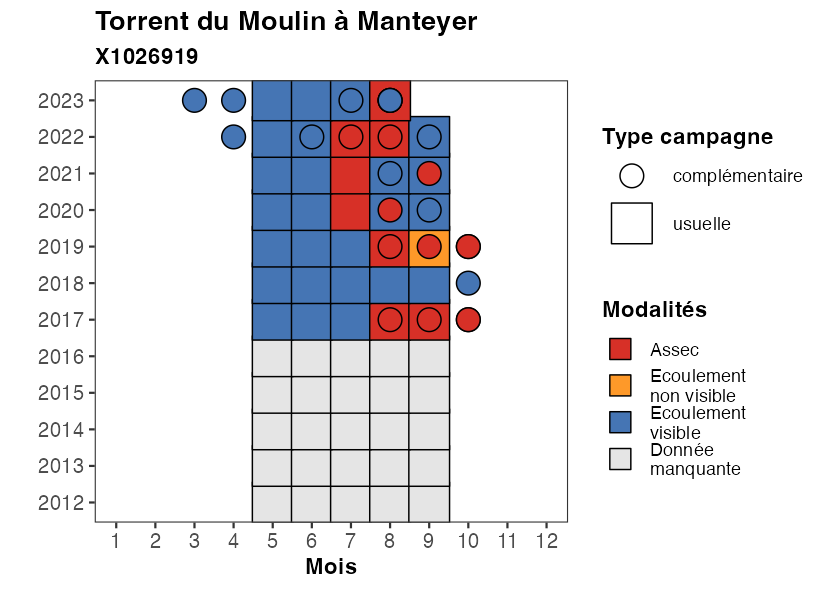 Torrent du Moulin à Manteyer
X1026919
2023
2022
2021
2020
2019
2018
2017
2016
2015
2014
2013
2012
1 2 3 4 5 6 7 8 9 10 11 12
Mois
Type campagne
complémentaire
usuelle
Modalités
Assec
Ecoulement
non visible
Ecoulement
visible
Donnée
manquante